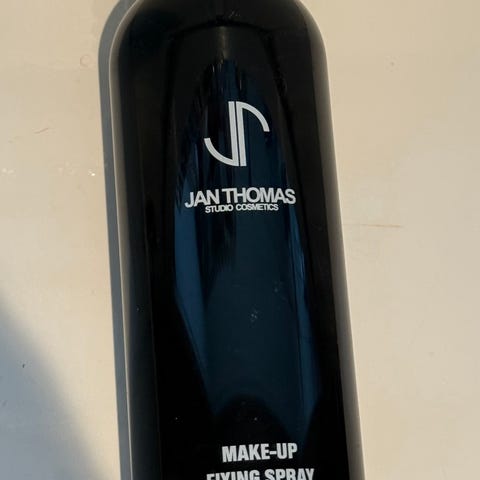 JAN THOMAS
STUDIO COSMETICS
MAKE-UP
FIXING SPRAY